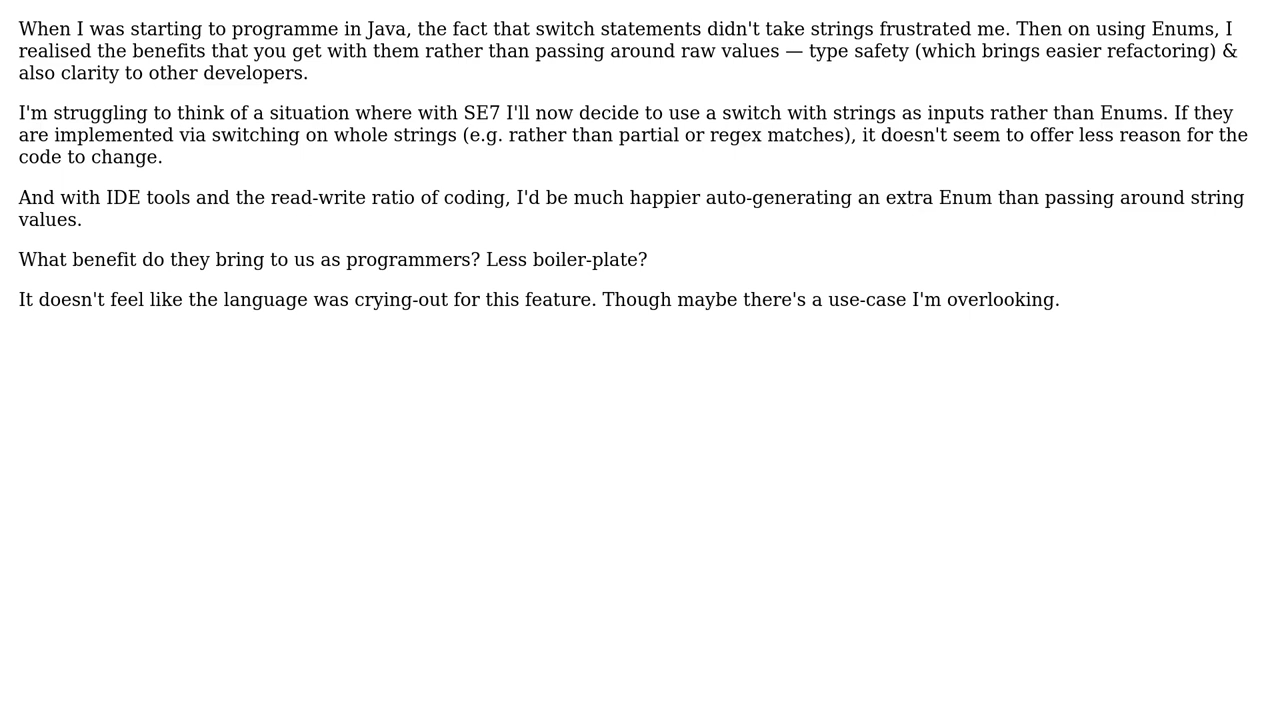 When I was starting to programme in Java, the fact that switch statements didn't take strings frustrated me. Then on using Enums, I
realised the benefits that you get with them rather than passing around raw values — type safety (which brings easier refactoring) &
also clarity to other developers.
I'm struggling to think of a situation where with SE7 I'll now decide to use a switch with strings as inputs rather than Enums. If they
are implemented via switching on whole strings (e.g. rather than partial or regex matches), it doesn't seem to offer less reason for the
code to change.
And with IDE tools and the read-write ratio of coding, I'd be much happier auto-generating an extra Enum than passing around string
values.
What benefit do they bring to us as programmers? Less boiler-plate?
It doesn't feel like the language was crying-out for this feature. Though maybe there's a use-case I'm overlooking.